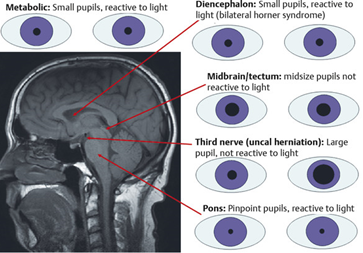 Metabolic: Small pupils, reactive to light
Diencephalon: Small pupils, reactive to
light (bilateral horner syndrome)
Midbrain/tectum: midsize pupils not
reactive to light
Third nerve (uncal herniation): Large
pupil, not reactive to light
Pons: Pinpoint pupils, reactive to light